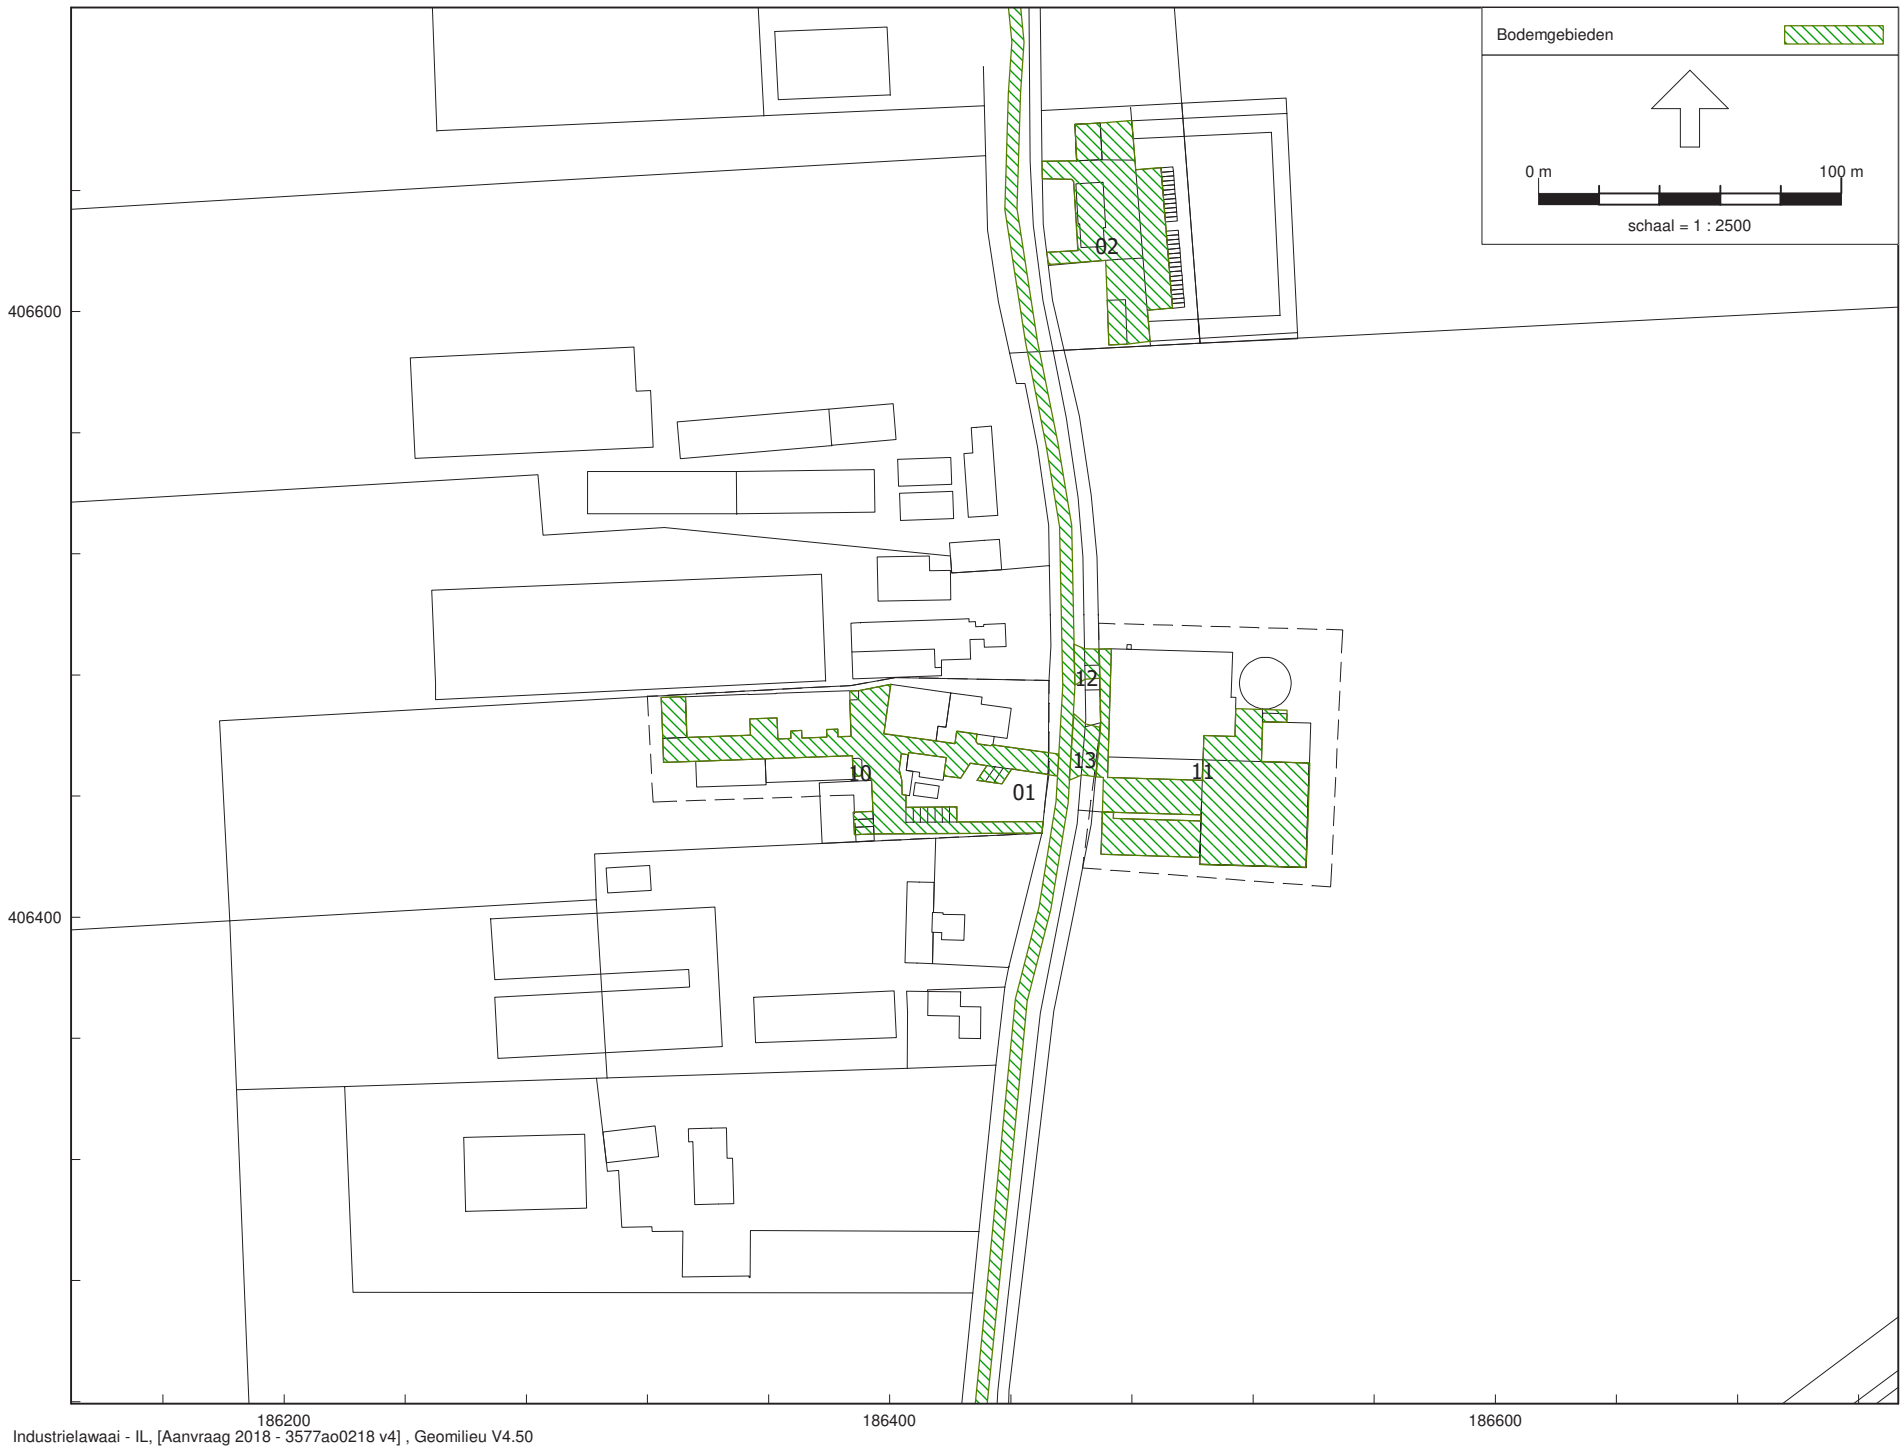 Bodemgebieden
0 m 100 m
schaal = 1 : 2500
02
406600
12
13
10
11
01
406400
186200 186400 186600
Industrielawaai - IL, [Aanvraag 2018 - 3577ao0218 v4] , Geomilieu V4.50